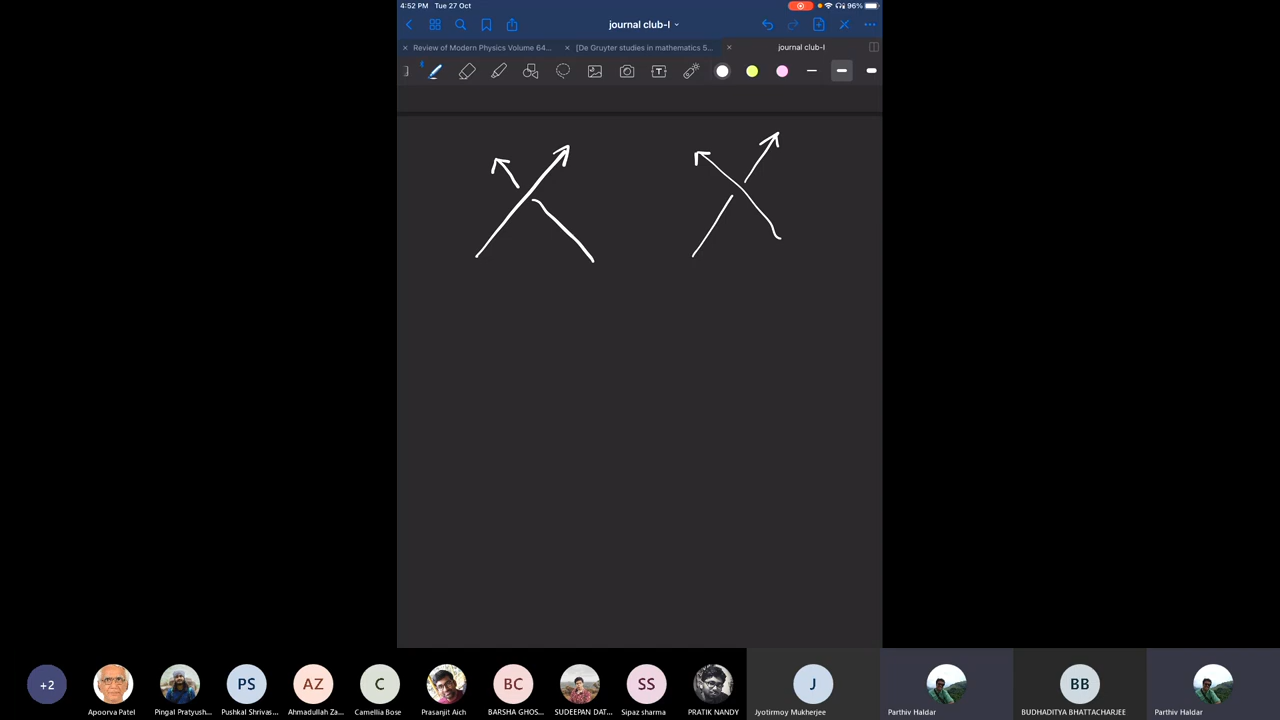 4:52 PM Tue 27 Oct 96%
journal club-I
Review of Modern Physics Volume 64... [De Gruyter studies in mathematics 5... journal club-I
+2 PS AZ C BC SS J BB
Apoorva Patel Pingal Pratyush... Pushkal Shrivas... Ahmadullah Za... Camellia Bose Prasanjit Aich BARSHA GHOS... SUDEEPAN DAT... Sipaz sharma PRATIK NANDY Jyotirmoy Mukherjee Parthiv Haldar BUDHADITYA BHATTACHARJEE Parthiv Haldar